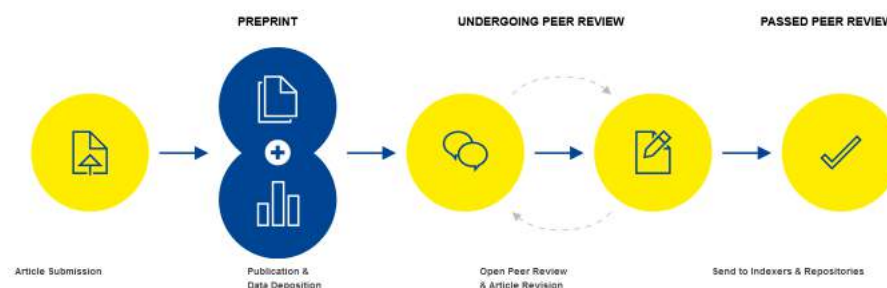 PREPRINT
UNDERGOING PEER REVIEW
PASSED PEER REVIEW
Article Submission
Publication &
Data Deposition
Open Peer Review
& Article Revision
Send to Indexers & Repositories